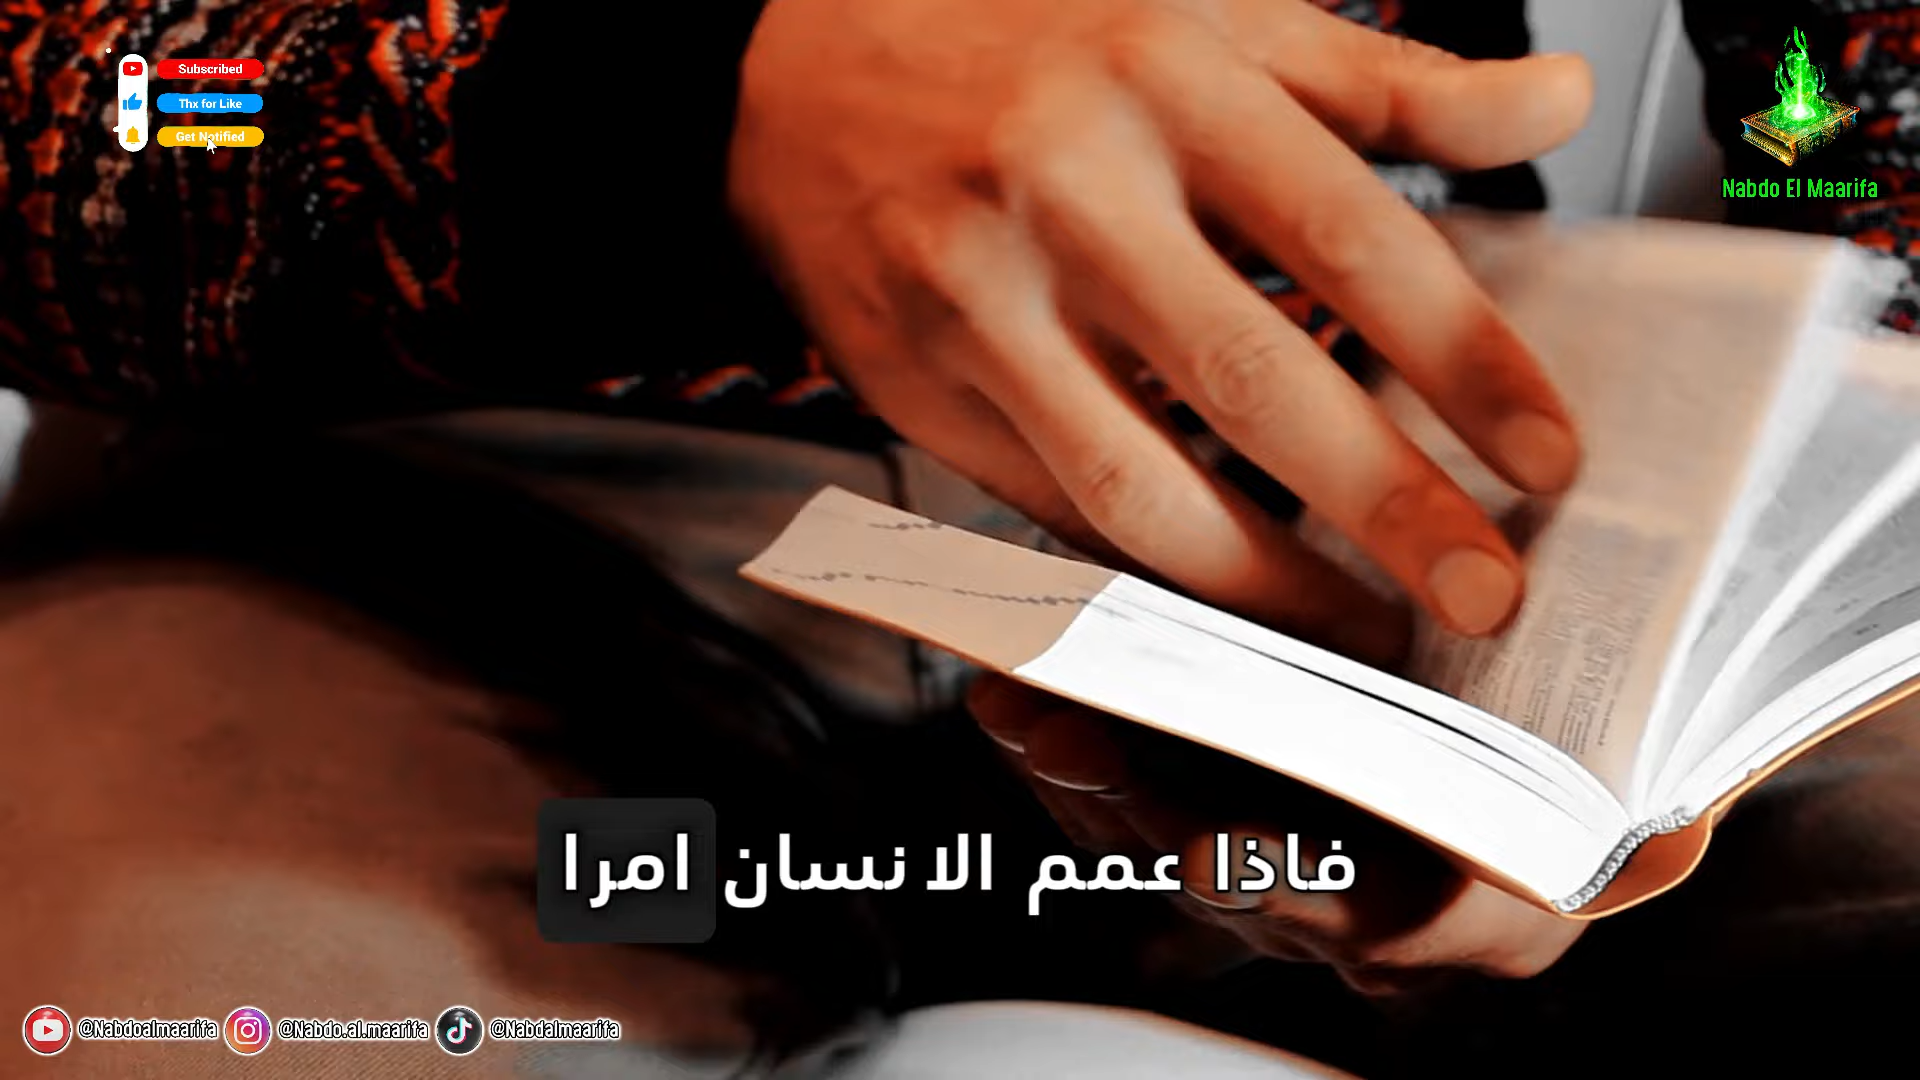 Subscribed
Thx for Like
Get Notified
Nabdo El Maarifa
فاذا عمم الانسان امرا
@Nabdoalmaarifa @Nabdo.al.maarifa @Nabdalmaarifa